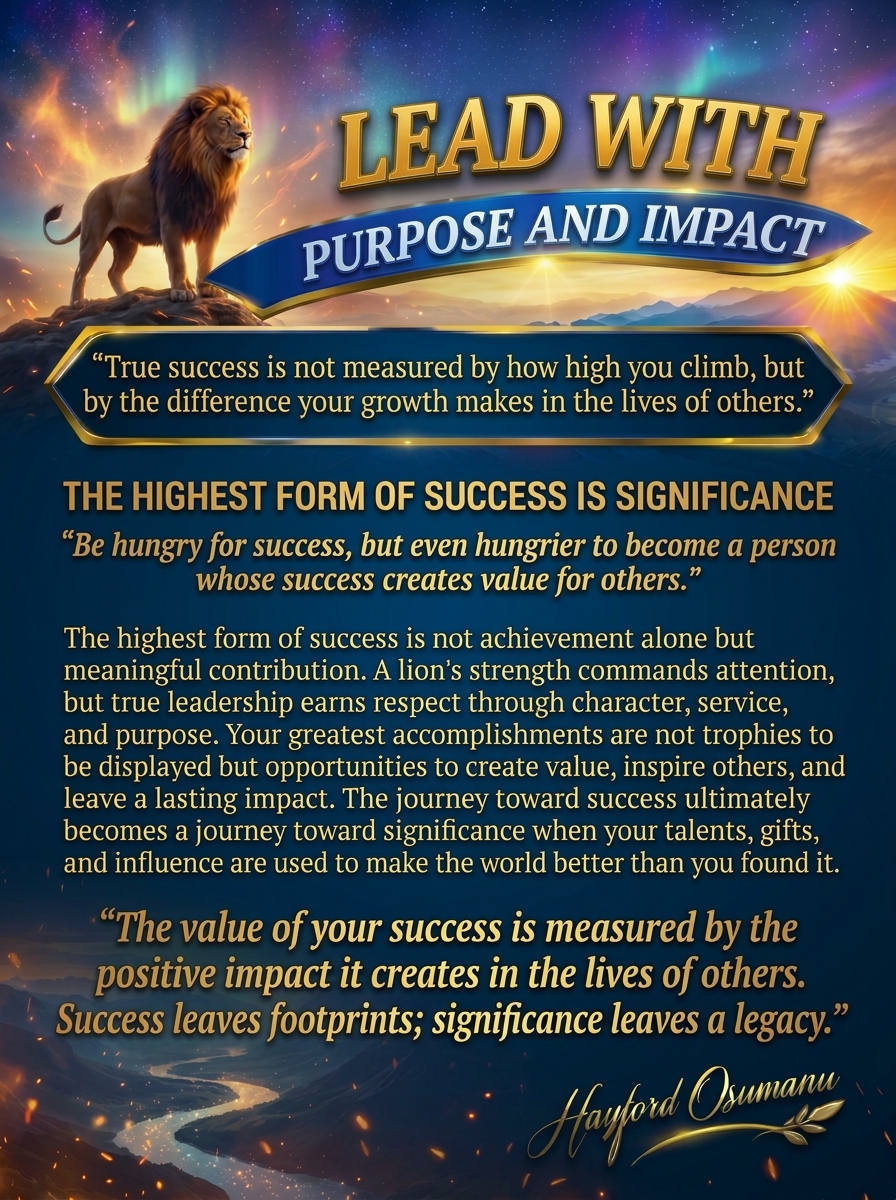 LEAD WITH
PURPOSE AND IMPACT
“True success is not measured by how high you climb, but
by the difference your growth makes in the lives of others.”
THE HIGHEST FORM OF SUCCESS IS SIGNIFICANCE
“Be hungry for success, but even hungrier to become a person
whose success creates value for others.”
The highest form of success is not achievement alone but
meaningful contribution. A lion’s strength commands attention,
but true leadership earns respect through character, service,
and purpose. Your greatest accomplishments are not trophies to
be displayed but opportunities to create value, inspire others, and
leave a lasting impact. The journey toward success ultimately
becomes a journey toward significance when your talents, gifts,
and influence are used to make the world better than you found it.
“The value of your success is measured by the
positive impact it creates in the lives of others.
Success leaves footprints; significance leaves a legacy.”
Hayford Osumanu